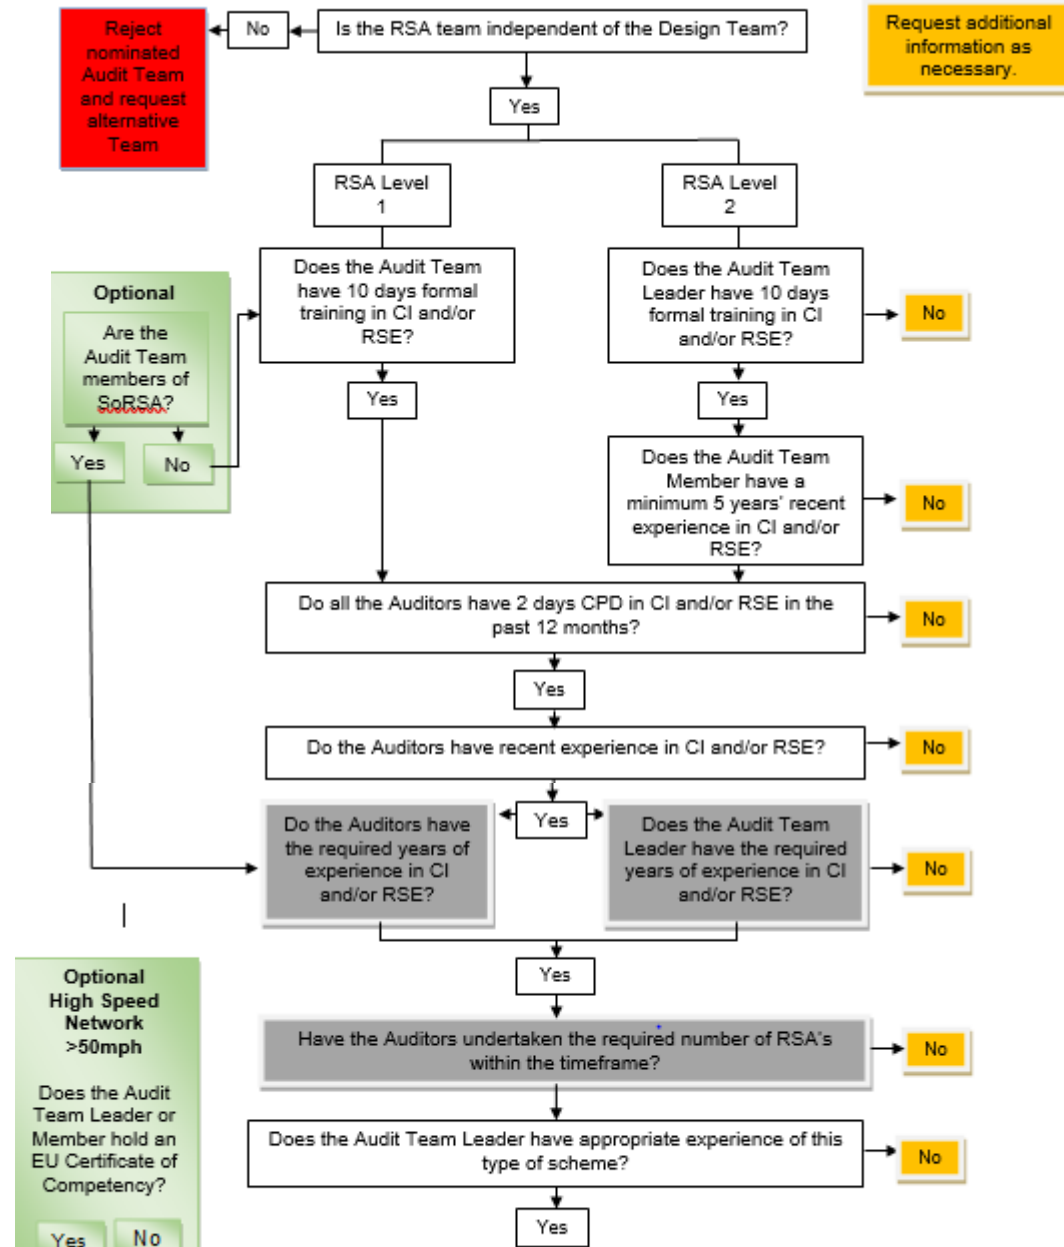 Reject
nominated
Audit Team
and request
alternative
Team
No
Is the RSA team independent of the Design Team?
Request additional
information as
necessary.
Yes
RSA Level
1
RSA Level
2
Optional
Are the
Audit Team
members of
SoRSA?
Yes
No
Does the Audit Team
have 10 days formal
training in CI and/or
RSE?
Does the Audit Team
Leader have 10 days
formal training in CI
and/or RSE?
No
Yes
Yes
Does the Audit Team
Member have a
minimum 5 years' recent
experience in CI and/or
RSE?
No
Do all the Auditors have 2 days CPD in CI and/or RSE in the
past 12 months?
No
Yes
Do the Auditors have recent experience in CI and/or RSE?
No
Yes
Do the Auditors have
the required years of
experience in CI
and/or RSE?
Does the Audit Team
Leader have the required
years of experience in CI
and/or RSE?
No
Yes
Optional
High Speed
Network
>50mph
Does the Audit
Team Leader or
Member hold an
EU Certificate of
Competency?
Yes
No
Have the Auditors undertaken the required number of RSA's
within the timeframe?
No
Does the Audit Team Leader have appropriate experience of this
type of scheme?
No
Yes